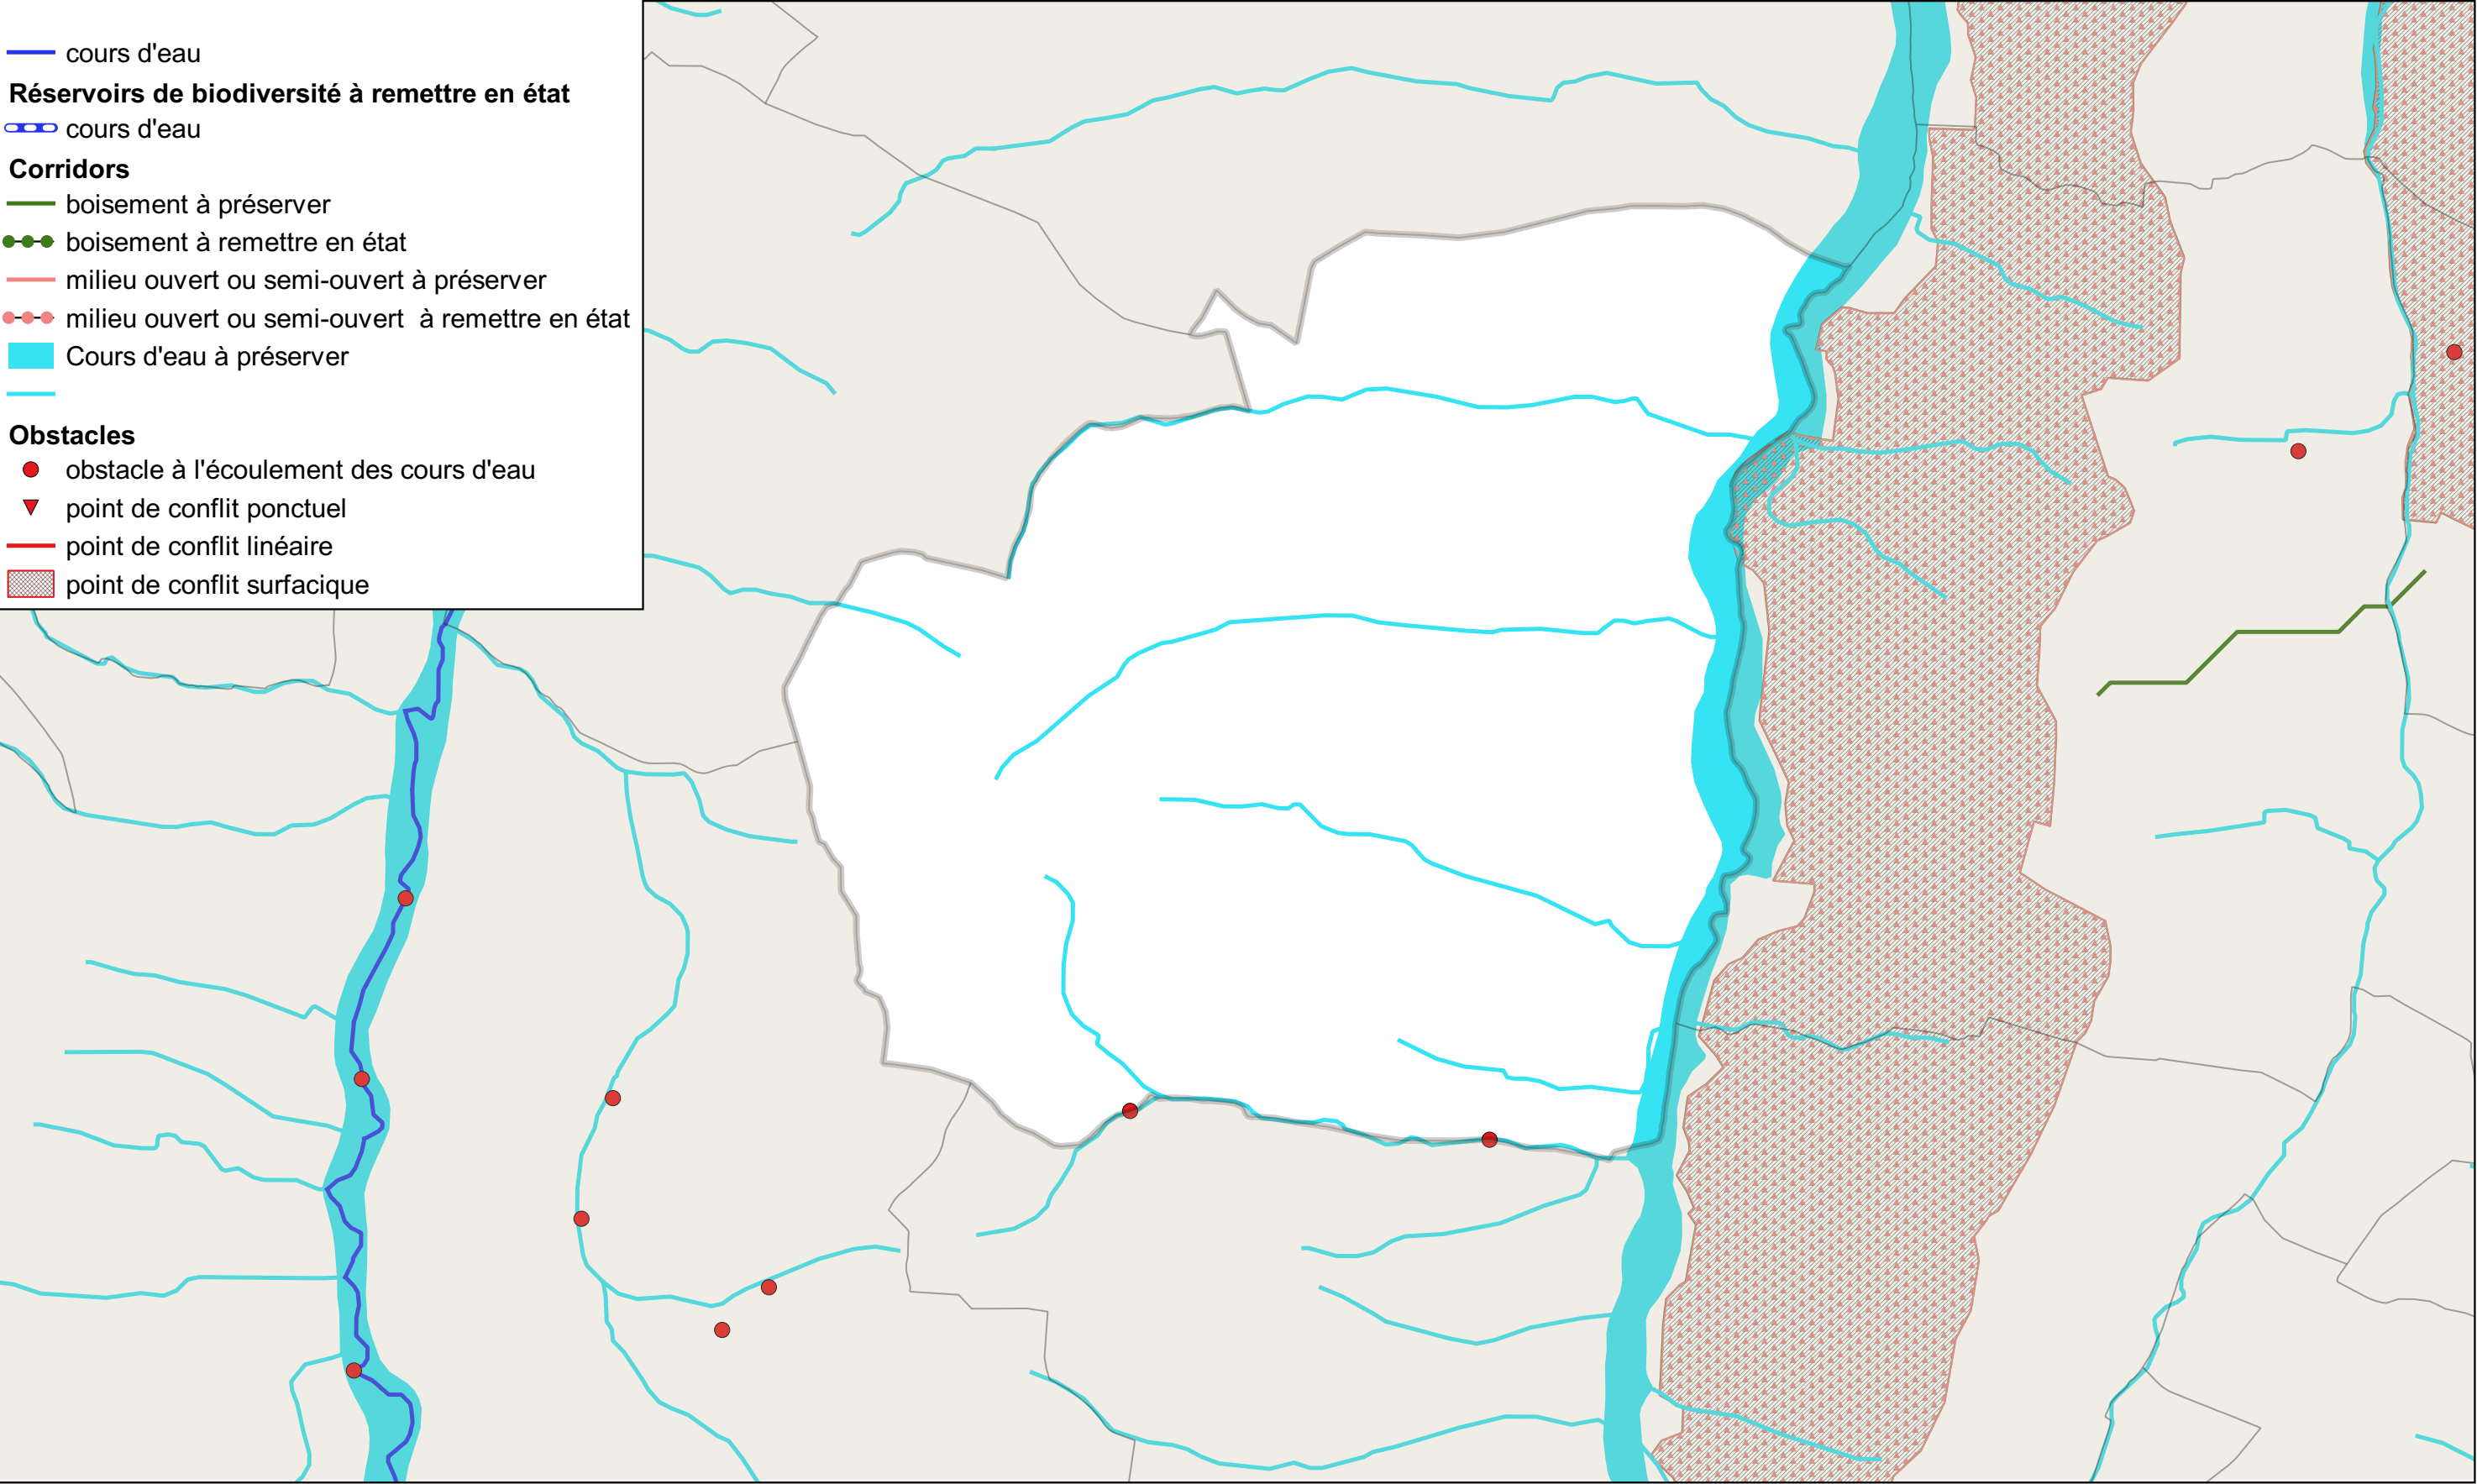 cours d'eau
Réservoirs de biodiversité à remettre en état
cours d'eau
Corridors
boisement à préserver
boisement à remettre en état
milieu ouvert ou semi-ouvert à préserver
milieu ouvert ou semi-ouvert à remettre en état
Cours d'eau à préserver
Obstacles
obstacle à l'écoulement des cours d'eau
point de conflit ponctuel
point de conflit linéaire
point de conflit surfacique